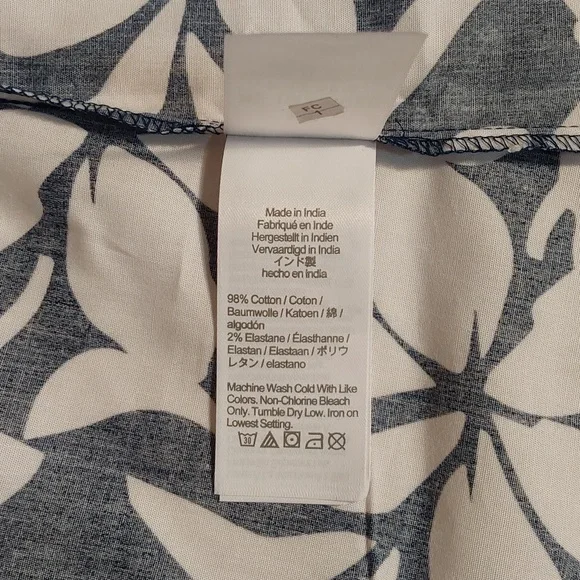 FC
1
Made in India
Fabriqué en Inde
Hergestellt in Indien
Vervaardigd in India
インド製
hecho en india
98% Cotton / Coton /
Baumwolle / Katoen / 綿 /
algodón
2% Elastane / Élasthanne /
Elastan / Elastaan / ポリウ
レタン / elastano
Machine Wash Cold With Like
Colors. Non-Chlorine Bleach
Only. Tumble Dry Low. Iron on
Lowest Setting.
30